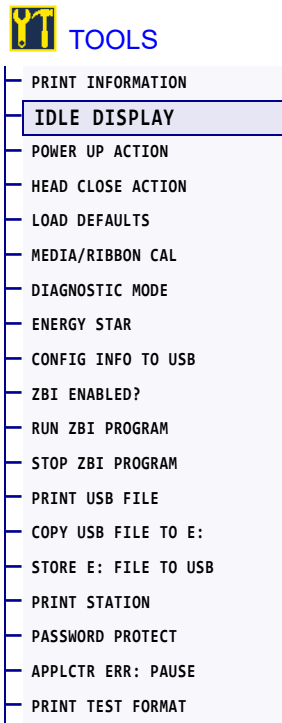 TOOLS
PRINT INFORMATION
IDLE DISPLAY
POWER UP ACTION
HEAD CLOSE ACTION
LOAD DEFAULTS
MEDIA/RIBBON CAL
DIAGNOSTIC MODE
ENERGY STAR
CONFIG INFO TO USB
ZBI ENABLED?
RUN ZBI PROGRAM
STOP ZBI PROGRAM
PRINT USB FILE
COPY USB FILE TO E:
STORE E: FILE TO USB
PRINT STATION
PASSWORD PROTECT
APPLCTR ERR: PAUSE
PRINT TEST FORMAT